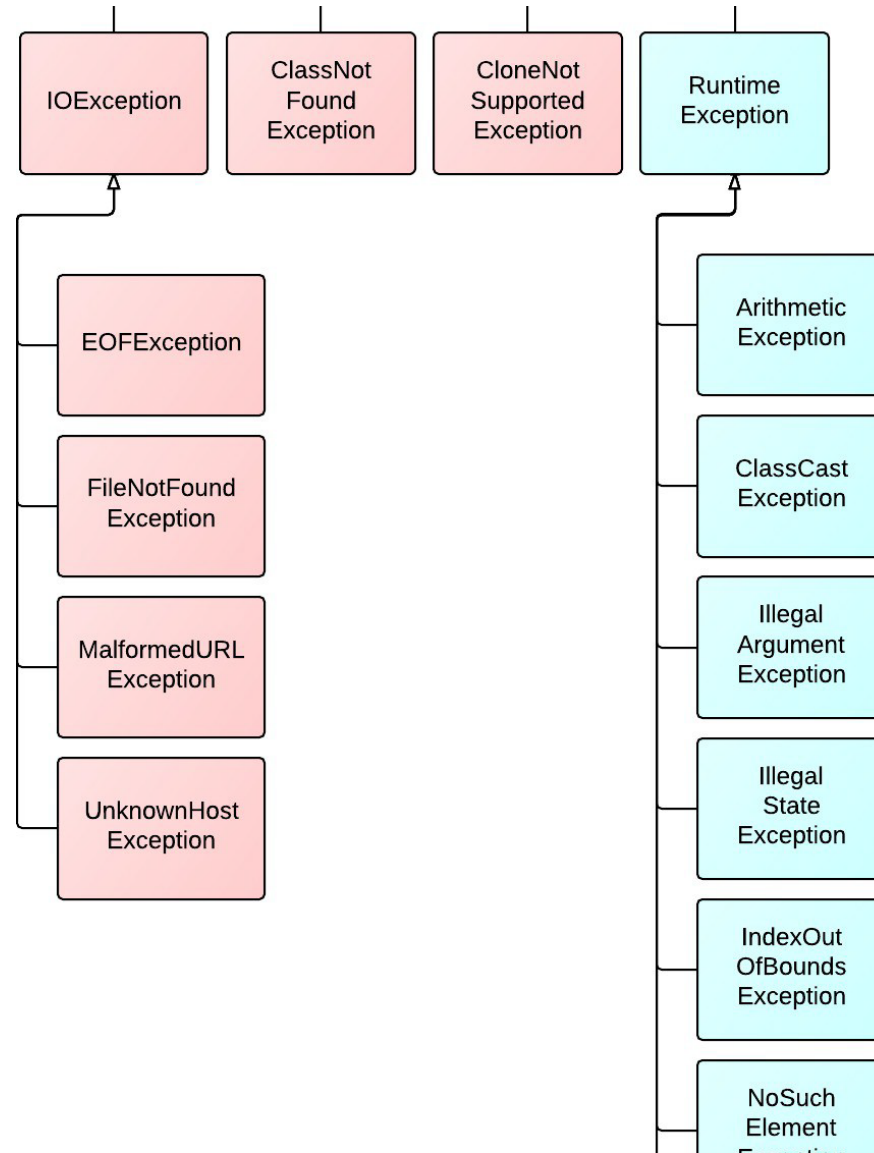 IOException
ClassNot
Found
Exception
CloneNot
Supported
Exception
Runtime
Exception
EOFException
FileNotFound
Exception
MalformedURL
Exception
UnknownHost
Exception
Arithmetic
Exception
ClassCast
Exception
Illegal
Argument
Exception
Illegal
State
Exception
IndexOut
OfBounds
Exception
NoSuch
Element